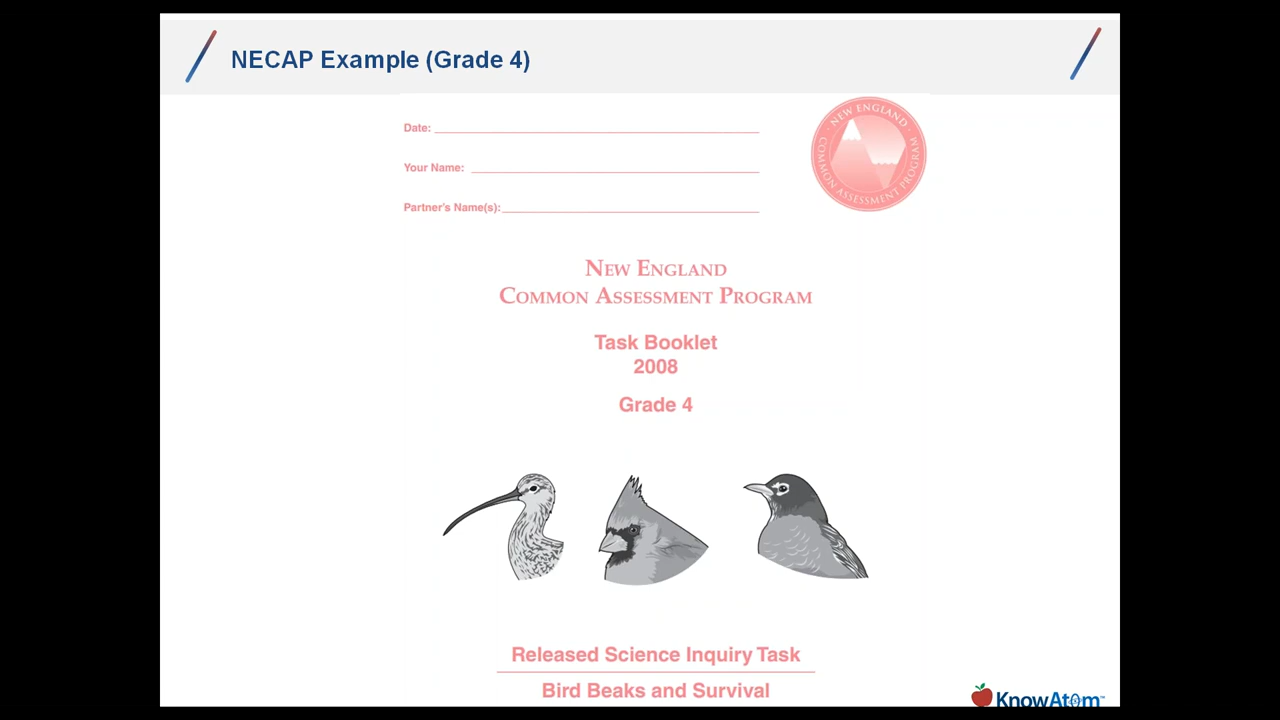 NECAP Example (Grade 4)
Date:
Your Name:
Partner's Name(s):
NEW ENGLAND
COMMON ASSESSMENT PROGRAM
NEW ENGLAND
COMMON ASSESSMENT PROGRAM
Task Booklet
2008
Grade 4
Released Science Inquiry Task
Bird Beaks and Survival
KnowAtom